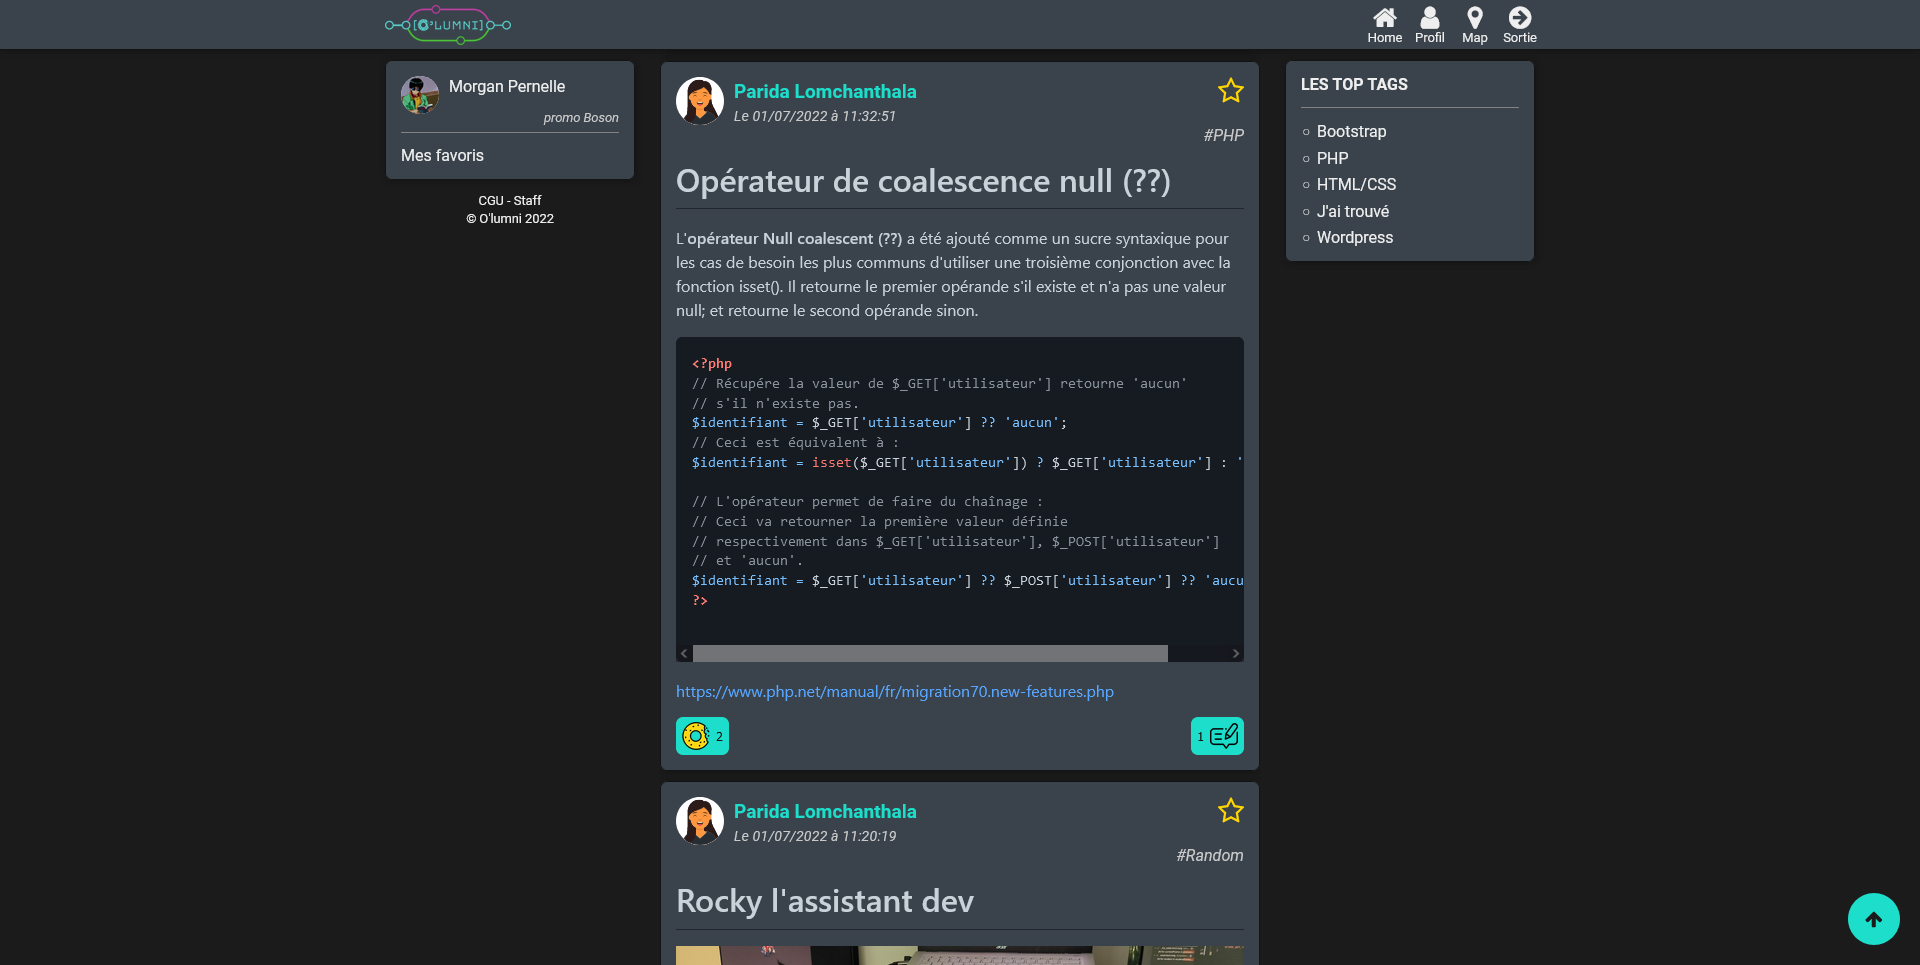 [O'LUMNI]
Home
Profil
Map
Sortie
Morgan Pernelle
promo Boson
Mes favoris
CGU - Staff
© O'lumni 2022
Parida Lomchanthala
Le 01/07/2022 à 11:32:51
#PHP
Opérateur de coalescence null (??)
L'opérateur Null coalescent (??) a été ajouté comme un sucre syntaxique pour
les cas de besoin les plus communs d'utiliser une troisième conjonction avec la
fonction isset(). Il retourne le premier opérande s'il existe et n'a pas une valeur
null; et retourne le second opérande sinon.
<?php
// Récupére la valeur de $_GET['utilisateur'] retourne 'aucun'
// s'il n'existe pas.
$identifiant = $_GET['utilisateur'] ?? 'aucun';
// Ceci est équivalent à :
$identifiant = isset($_GET['utilisateur']) ? $_GET['utilisateur'] : '
// L'opérateur permet de faire du chaînage :
// Ceci va retourner la première valeur définie
// respectivement dans $_GET['utilisateur'], $_POST['utilisateur']
// et 'aucun'.
$identifiant = $_GET['utilisateur'] ?? $_POST['utilisateur'] ?? 'aucu
?>
https://www.php.net/manual/fr/migration70.new-features.php
2
1
Parida Lomchanthala
Le 01/07/2022 à 11:20:19
#Random
Rocky l'assistant dev
LES TOP TAGS
Bootstrap
PHP
HTML/CSS
J'ai trouvé
Wordpress